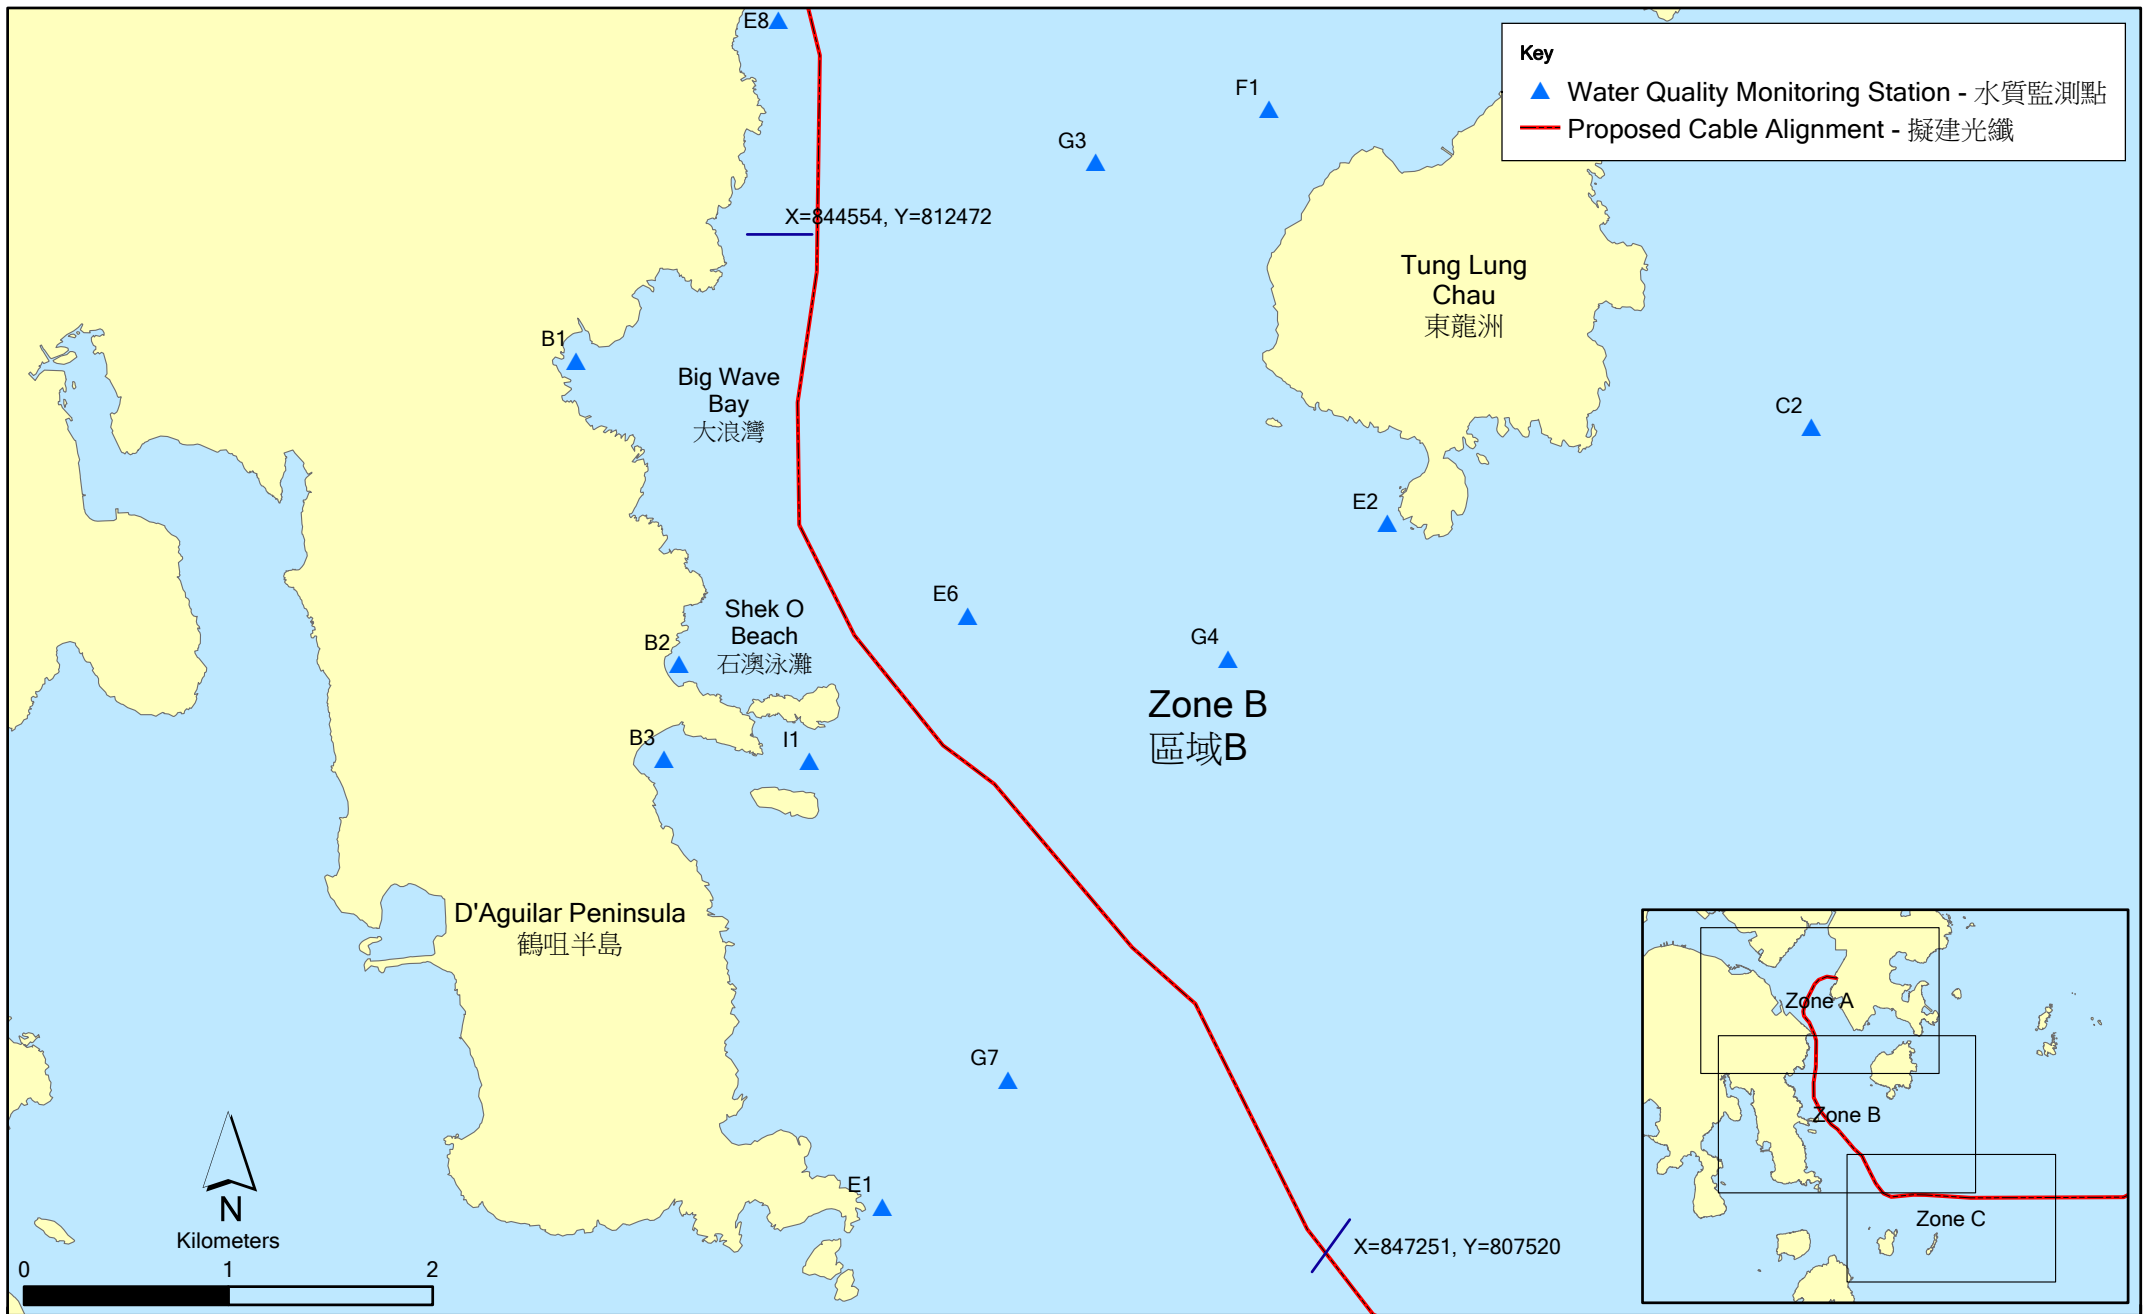 E8
Key
Water Quality Monitoring Station - 水質監測點
Proposed Cable Alignment - 擬建光纖
F1
G3
X=844554, Y=812472
Tung Lung
Chau
東龍洲
B1
Big Wave
Bay
大浪灣
C2
E2
E6
Shek O
Beach
石澳泳灘
B2
G4
Zone B
區域B
B3
I1
D'Aguilar Peninsula
鶴咀半島
G7
E1
X=847251, Y=807520
N
Kilometers
0 1 2
Zone A
Zone B
Zone C